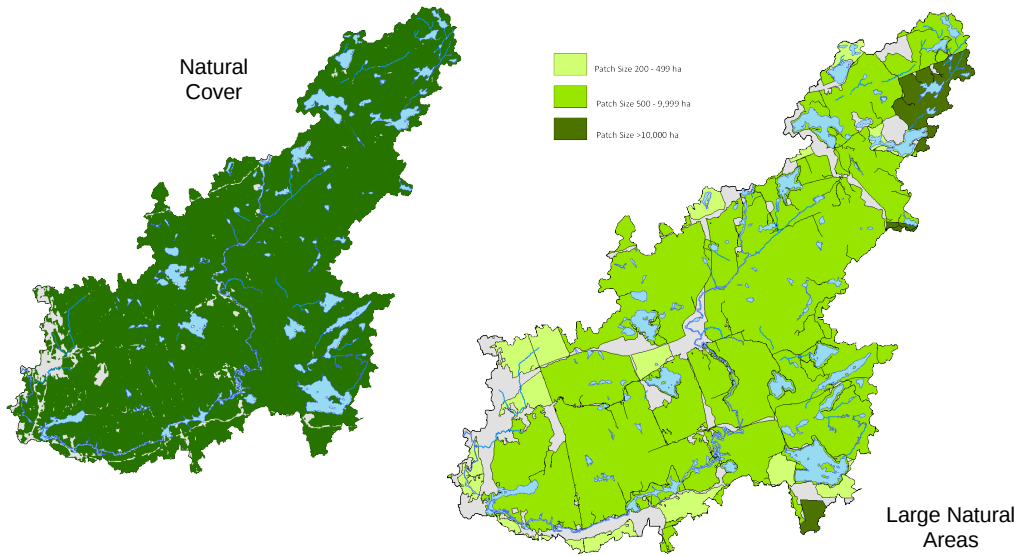 Natural
Cover
Patch Size 200 - 499 ha
Patch Size 500 - 9,999 ha
Patch Size >10,000 ha
Large Natural
Areas